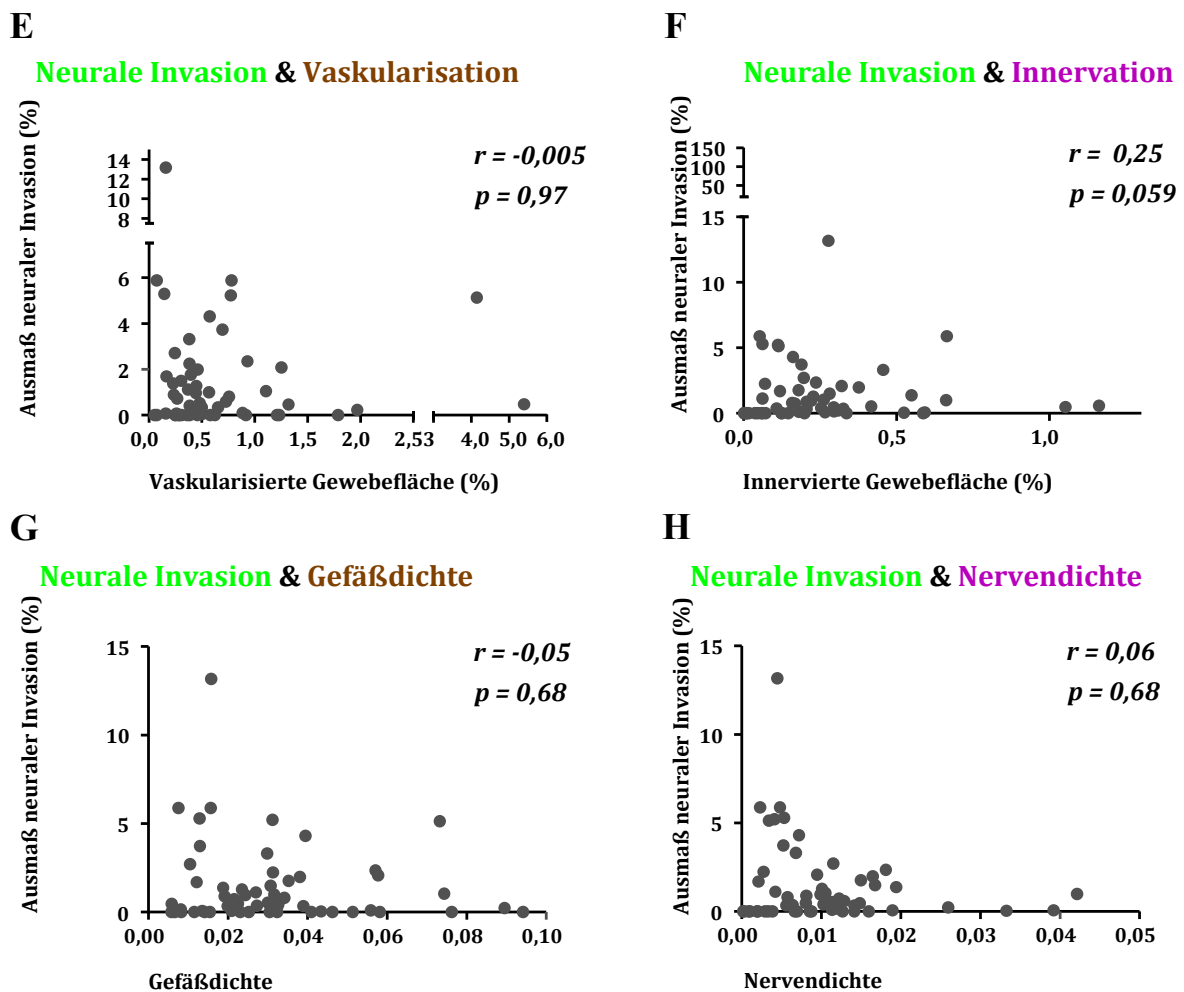 E
Neurale Invasion & Vaskularisation
Ausmaß neuraler Invasion (%)
r = -0,005
p = 0,97
14
12
10
8
6
4
2
0
0,0 0,5 1,0 1,5 2,0 2,53 4,0 5,0 6,0
Vaskularisierte Gewebefläche (%)
F
Neurale Invasion & Innervation
Ausmaß neuraler Invasion (%)
r = 0,25
p = 0,059
150
100
50
15
10
5
0
0,0 0,5 1,0
Innervierte Gewebefläche (%)
G
Neurale Invasion & Gefäßdichte
Ausmaß neuraler Invasion (%)
r = -0,05
p = 0,68
15
10
5
0
0,00 0,02 0,04 0,06 0,08 0,10
Gefäßdichte
H
Neurale Invasion & Nervendichte
Ausmaß neuraler Invasion (%)
r = 0,06
p = 0,68
15
10
5
0
0,00 0,01 0,02 0,03 0,04 0,05
Nervendichte